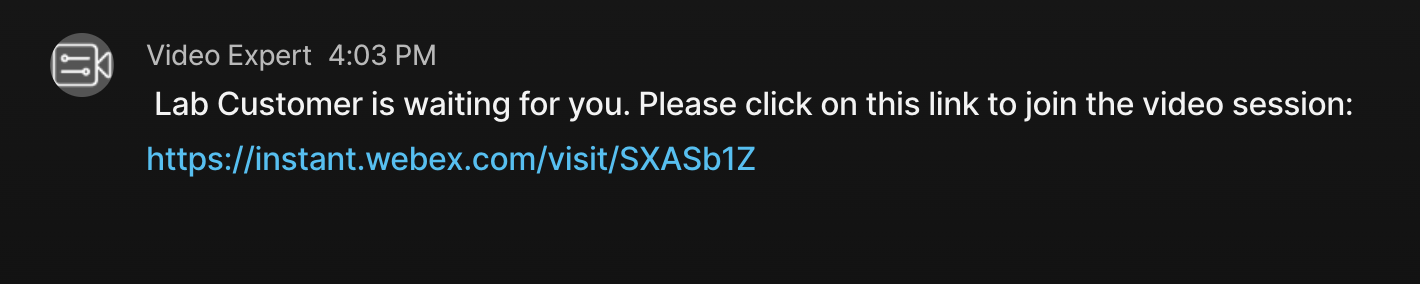 Video Expert 4:03 PM
Lab Customer is waiting for you. Please click on this link to join the video session:
https://instant.webex.com/visit/SXASb1Z